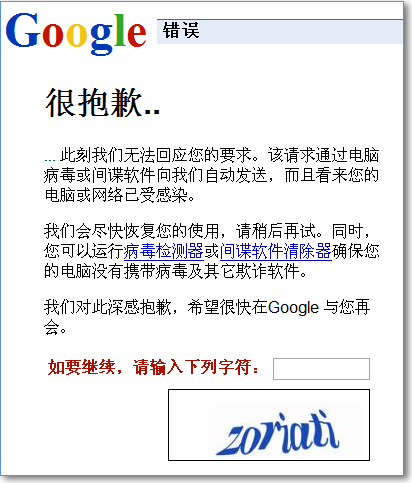 Google 错误
很抱歉..
... 此刻我们无法回应您的要求。该请求通过电脑
病毒或间谍软件向我们自动发送，而且看来您的
电脑或网络已受感染。
我们会尽快恢复您的使用，请稍后再试。同时，
您可以运行病毒检测器或间谍软件清除器确保您
的电脑没有携带病毒及其它欺诈软件。
我们对此深感抱歉，希望很快在Google 与您再
会。
如要继续，请输入下列字符：
zoriati